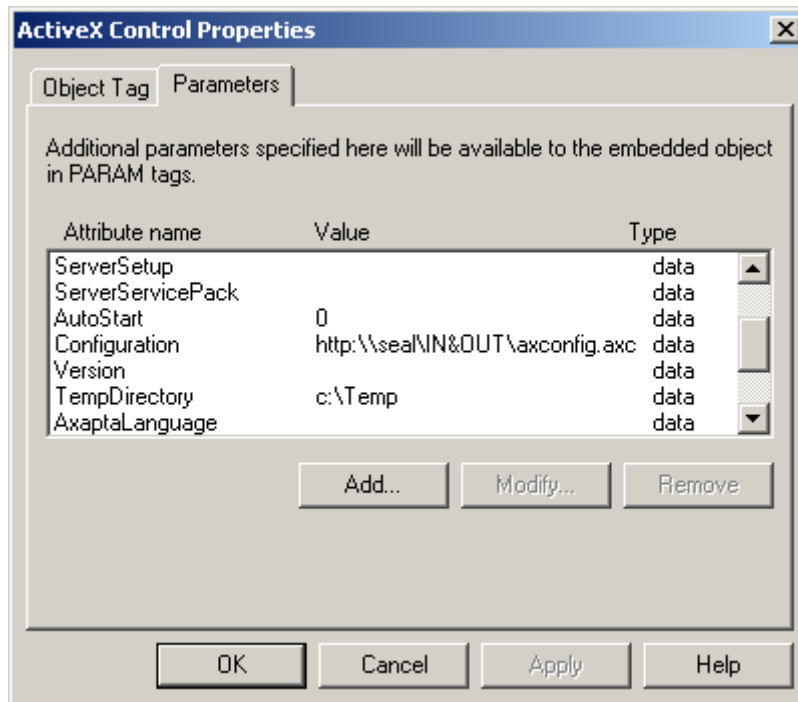 ActiveX Control Properties
Object Tag Parameters
Additional parameters specified here will be available to the embedded object
in PARAM tags.
Attribute name Value Type
ServerSetup data
ServerServicePack data
AutoStart 0 data
Configuration http:\\seal\IN&OUT\axconfig.axc data
Version data
TempDirectory c:\Temp data
AxaptaLanguage data
Add... Modify... Remove
OK Cancel Apply Help